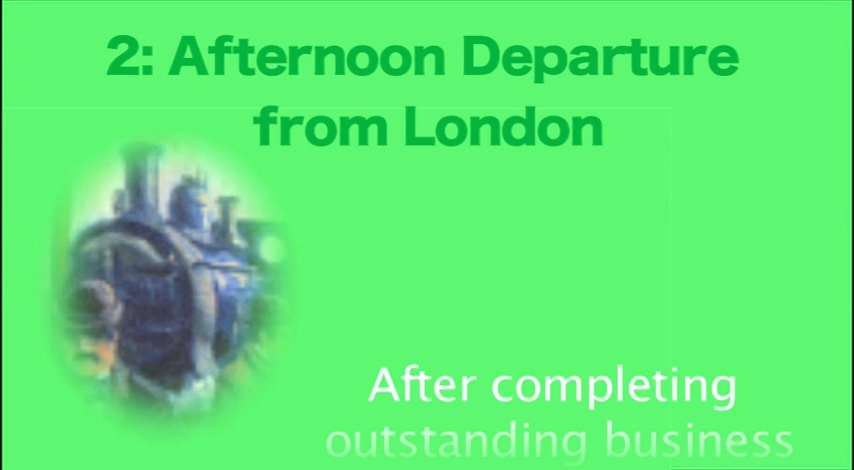 2: Afternoon Departure
from London
After completing
outstanding business